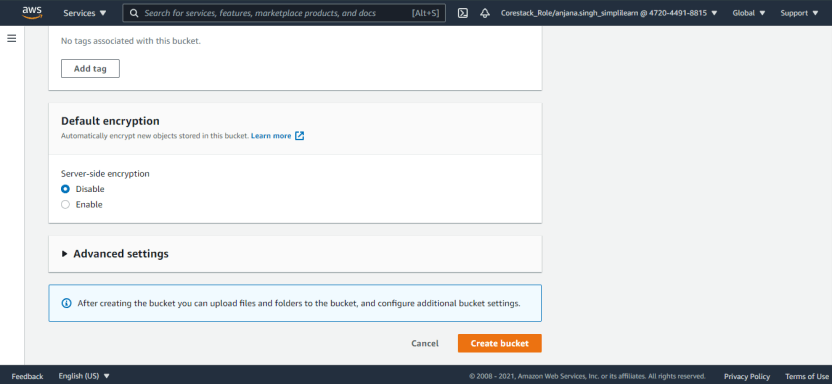 aws Services ▼ Search for services, features, marketplace products, and docs [Alt+S] Corestack_Role/anjana.singh_simplilearn @ 4720-4491-8815 ▼ Global ▼ Support ▼
No tags associated with this bucket.
Add tag
Default encryption
Automatically encrypt new objects stored in this bucket. Learn more
Server-side encryption
Disable
Enable
Advanced settings
After creating the bucket you can upload files and folders to the bucket, and configure additional bucket settings.
Cancel Create bucket
Feedback English (US) ▼ © 2008 - 2021, Amazon Web Services, Inc. or its affiliates. All rights reserved. Privacy Policy Terms of Use